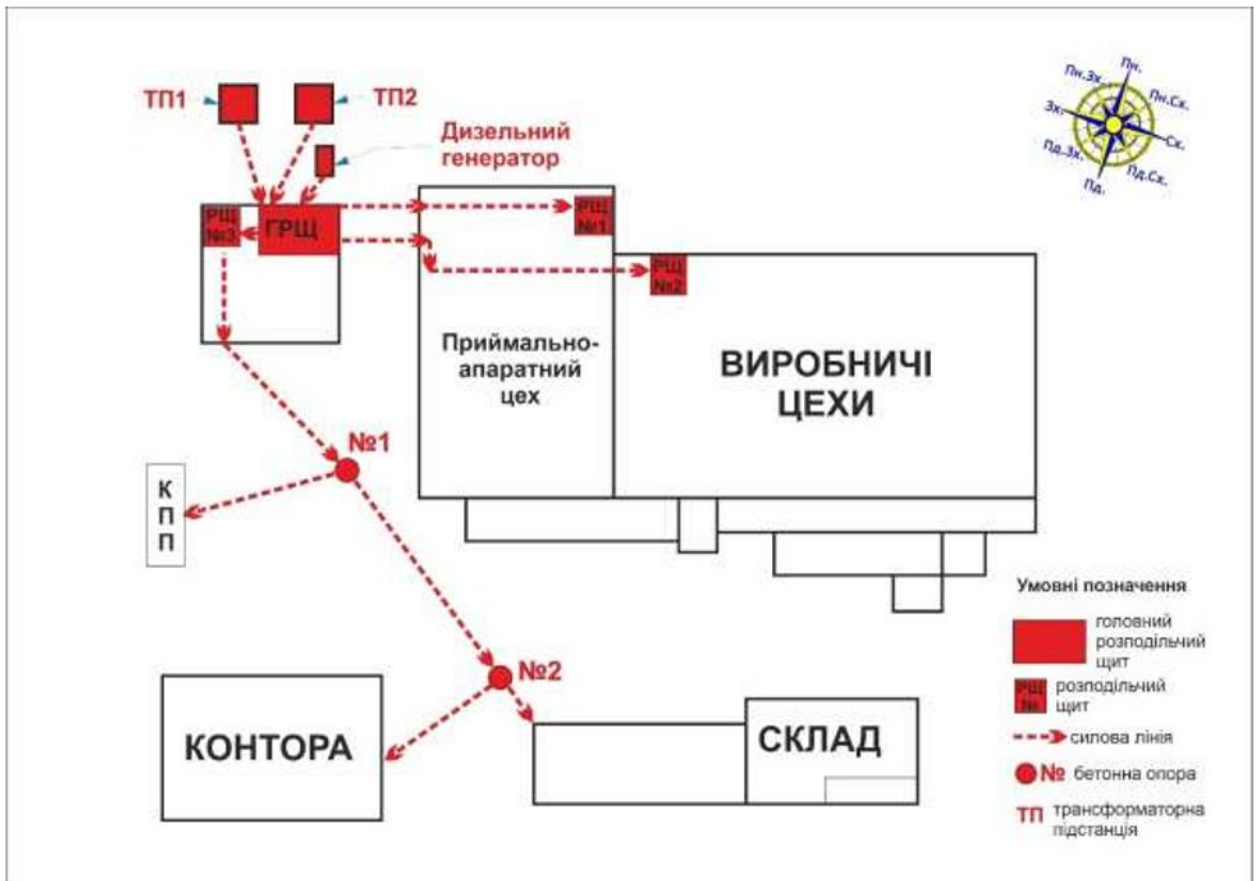 ТП1
ТП2
Дизельний
генератор
РЩ
№3
ГРЩ
РЩ
№1
РЩ
№2
Приймально-
апаратний
цех
ВИРОБНИЧІ
ЦЕХИ
№1
К
П
П
№2
КОНТОРА
СКЛАД
Пн.
Пн.Зх.
Пн.Сх.
Зх.
Сх.
Пд.Зх.
Пд.Сх.
Пд.
Умовні позначення
головний
розподільчий
щит
РЩ
№
розподільчий
щит
силова лінія
№ бетонна опора
ТП трансформаторна
підстанція